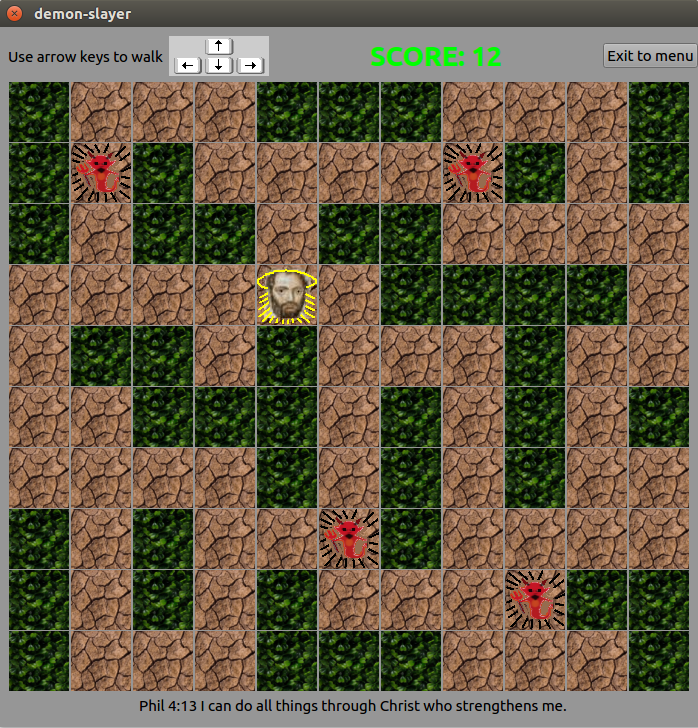 demon-slayer
Use arrow keys to walk
SCORE: 12
Exit to menu
Phil 4:13 I can do all things through Christ who strengthens me.